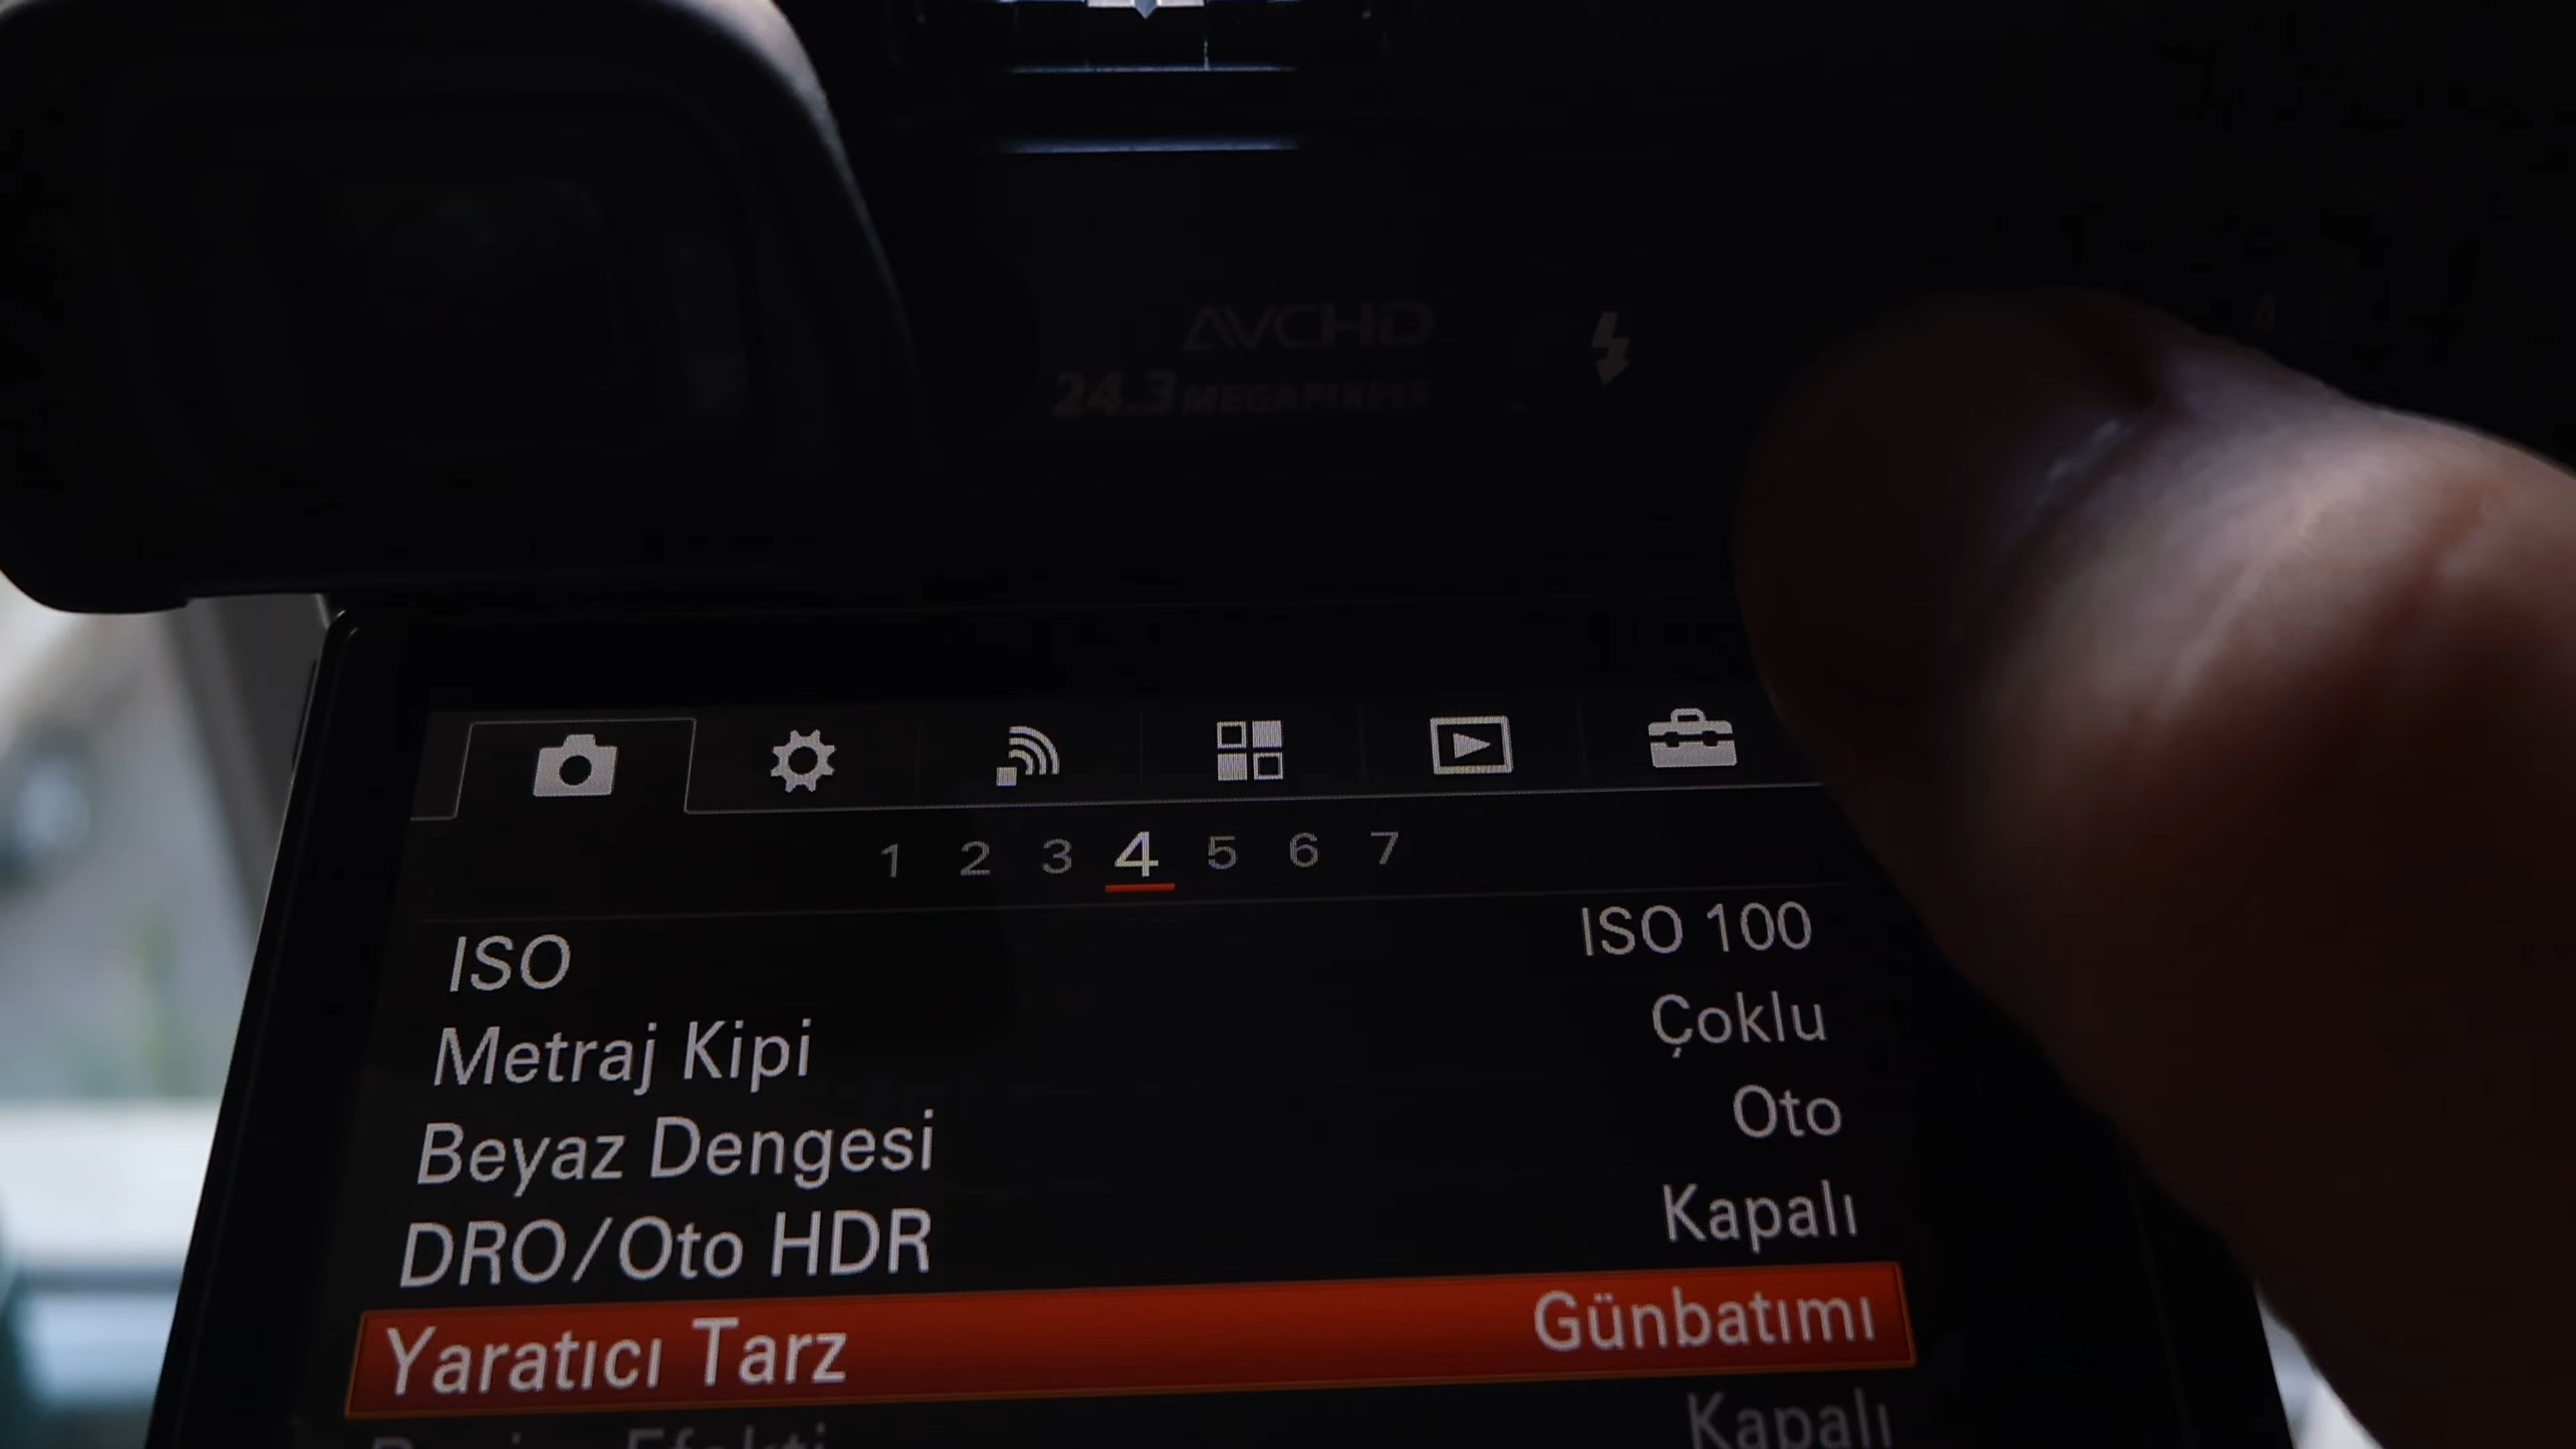 AVCHD
24.3 MEGAPIXELS
1 2 3 4 5 6 7
ISO ISO 100
Metraj Kipi Çoklu
Beyaz Dengesi Oto
DRO/Oto HDR Kapalı
Yaratıcı Tarz Günbatımı
Efekti Kapalı